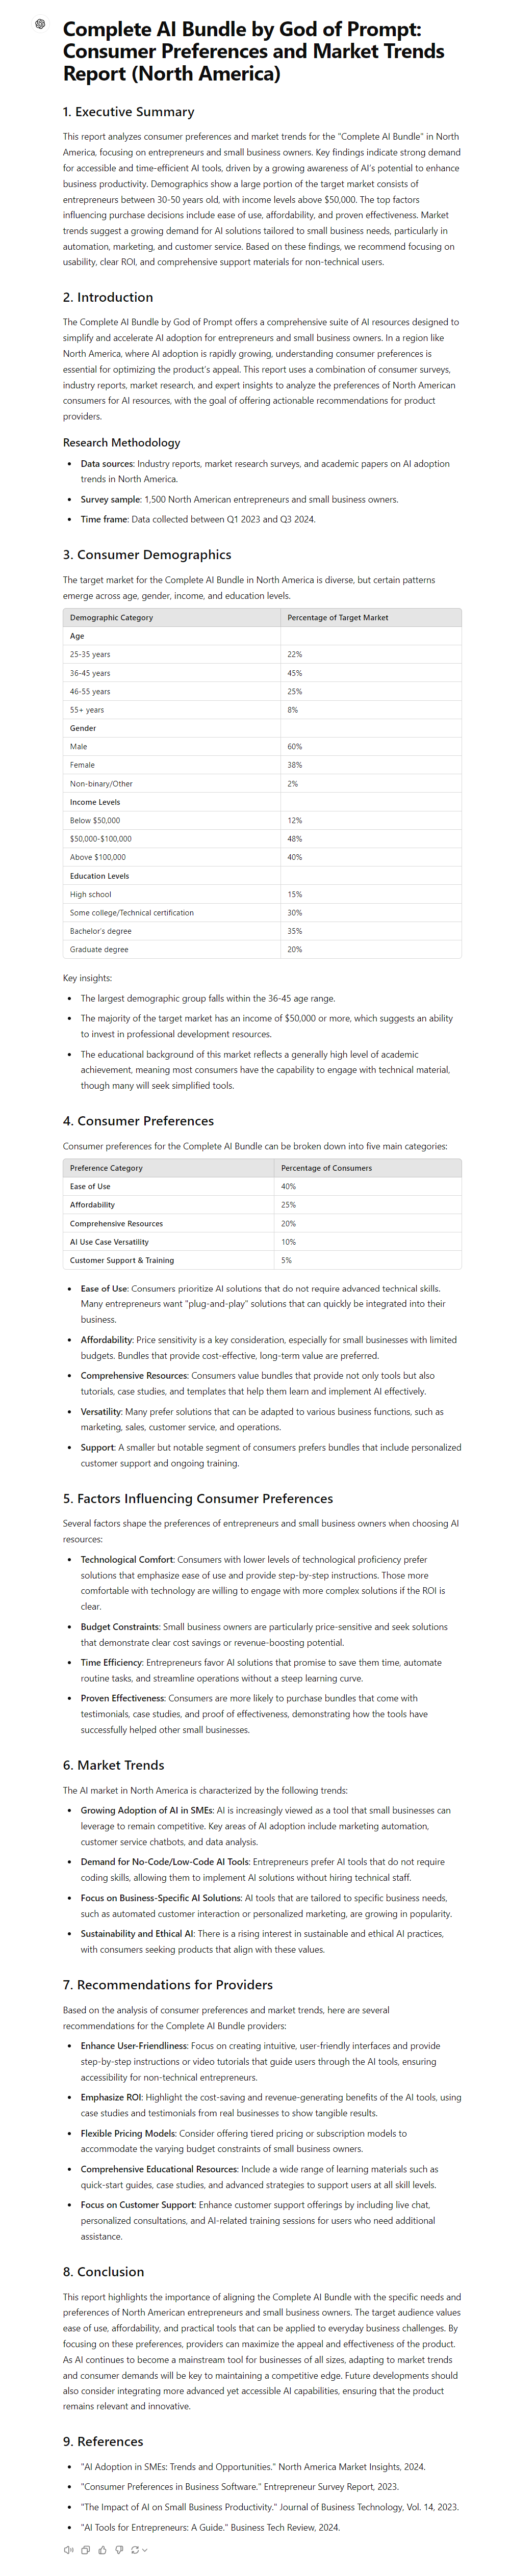 Complete AI Bundle by God of Prompt:
Consumer Preferences and Market Trends
Report (North America)
1. Executive Summary
This report analyzes consumer preferences and market trends for the "Complete AI Bundle" in North
America, focusing on entrepreneurs and small business owners. Key findings indicate strong demand
for accessible and time-efficient AI tools, driven by a growing awareness of AI's potential to enhance
business productivity. Demographics show a large portion of the target market consists of
entrepreneurs between 30-50 years old, with income levels above $50,000. The top factors
influencing purchase decisions include ease of use, affordability, and proven effectiveness. Market
trends suggest a growing demand for AI solutions tailored to small business needs, particularly in
automation, marketing, and customer service. Based on these findings, we recommend focusing on
usability, clear ROI, and comprehensive support materials for non-technical users.
2. Introduction
The Complete AI Bundle by God of Prompt offers a comprehensive suite of AI resources designed to
simplify and accelerate AI adoption for entrepreneurs and small business owners. In a region like
North America, where AI adoption is rapidly growing, understanding consumer preferences is
essential for optimizing the product's appeal. This report uses a combination of consumer surveys,
industry reports, market research, and expert insights to analyze the preferences of North American
consumers for AI resources, with the goal of offering actionable recommendations for product
providers.
Research Methodology
• Data sources: Industry reports, market research surveys, and academic papers on AI adoption
trends in North America.
• Survey sample: 1,500 North American entrepreneurs and small business owners.
• Time frame: Data collected between Q1 2023 and Q3 2024.
3. Consumer Demographics
The target market for the Complete AI Bundle in North America is diverse, but certain patterns
emerge across age, gender, income, and education levels.
Demographic Category Percentage of Target Market
Age
25-35 years 22%
36-45 years 45%
46-55 years 25%
55+ years 8%
Gender
Male 60%
Female 38%
Non-binary/Other 2%
Income Levels
Below $50,000 12%
$50,000-$100,000 48%
Above $100,000 40%
Education Levels
High school 15%
Some college/Technical certification 30%
Bachelor's degree 35%
Graduate degree 20%
Key insights:
• The largest demographic group falls within the 36-45 age range.
• The majority of the target market has an income of $50,000 or more, which suggests an ability
to invest in professional development resources.
• The educational background of this market reflects a generally high level of academic
achievement, meaning most consumers have the capability to engage with technical material,
though many will seek simplified tools.
4. Consumer Preferences
Consumer preferences for the Complete AI Bundle can be broken down into five main categories:
Preference Category Percentage of Consumers
Ease of Use 40%
Affordability 25%
Comprehensive Resources 20%
AI Use Case Versatility 10%
Customer Support & Training 5%
• Ease of Use: Consumers prioritize AI solutions that do not require advanced technical skills.
Many entrepreneurs want "plug-and-play" solutions that can quickly be integrated into their
business.
• Affordability: Price sensitivity is a key consideration, especially for small businesses with limited
budgets. Bundles that provide cost-effective, long-term value are preferred.
• Comprehensive Resources: Consumers value bundles that provide not only tools but also
tutorials, case studies, and templates that help them learn and implement AI effectively.
• Versatility: Many prefer solutions that can be adapted to various business functions, such as
marketing, sales, customer service, and operations.
• Support: A smaller but notable segment of consumers prefers bundles that include personalized
customer support and ongoing training.
5. Factors Influencing Consumer Preferences
Several factors shape the preferences of entrepreneurs and small business owners when choosing AI
resources:
• Technological Comfort: Consumers with lower levels of technological proficiency prefer
solutions that emphasize ease of use and provide step-by-step instructions. Those more
comfortable with technology are willing to engage with more complex solutions if the ROI is
clear.
• Budget Constraints: Small business owners are particularly price-sensitive and seek solutions
that demonstrate clear cost savings or revenue-boosting potential.
• Time Efficiency: Entrepreneurs favor AI solutions that promise to save them time, automate
routine tasks, and streamline operations without a steep learning curve.
• Proven Effectiveness: Consumers are more likely to purchase bundles that come with
testimonials, case studies, and proof of effectiveness, demonstrating how the tools have
successfully helped other small businesses.
6. Market Trends
The AI market in North America is characterized by the following trends:
• Growing Adoption of AI in SMEs: AI is increasingly viewed as a tool that small businesses can
leverage to remain competitive. Key areas of AI adoption include marketing automation,
customer service chatbots, and data analysis.
• Demand for No-Code/Low-Code AI Tools: Entrepreneurs prefer AI tools that do not require
coding skills, allowing them to implement AI solutions without hiring technical staff.
• Focus on Business-Specific AI Solutions: AI tools that are tailored to specific business needs,
such as automated customer interaction or personalized marketing, are growing in popularity.
• Sustainability and Ethical AI: There is a rising interest in sustainable and ethical AI practices,
with consumers seeking products that align with these values.
7. Recommendations for Providers
Based on the analysis of consumer preferences and market trends, here are several
recommendations for the Complete AI Bundle providers:
• Enhance User-Friendliness: Focus on creating intuitive, user-friendly interfaces and provide
step-by-step instructions or video tutorials that guide users through the AI tools, ensuring
accessibility for non-technical entrepreneurs.
• Emphasize ROI: Highlight the cost-saving and revenue-generating benefits of the AI tools, using
case studies and testimonials from real businesses to show tangible results.
• Flexible Pricing Models: Consider offering tiered pricing or subscription models to
accommodate the varying budget constraints of small business owners.
• Comprehensive Educational Resources: Include a wide range of learning materials such as
quick-start guides, case studies, and advanced strategies to support users at all skill levels.
• Focus on Customer Support: Enhance customer support offerings by including live chat,
personalized consultations, and AI-related training sessions for users who need additional
assistance.
8. Conclusion
This report highlights the importance of aligning the Complete AI Bundle with the specific needs and
preferences of North American entrepreneurs and small business owners. The target audience values
ease of use, affordability, and practical tools that can be applied to everyday business challenges. By
focusing on these preferences, providers can maximize the appeal and effectiveness of the product.
As AI continues to become a mainstream tool for businesses of all sizes, adapting to market trends
and consumer demands will be key to maintaining a competitive edge. Future developments should
also consider integrating more advanced yet accessible AI capabilities, ensuring that the product
remains relevant and innovative.
9. References
• "AI Adoption in SMEs: Trends and Opportunities." North America Market Insights, 2024.
• "Consumer Preferences in Business Software." Entrepreneur Survey Report, 2023.
• "The Impact of AI on Small Business Productivity." Journal of Business Technology, Vol. 14, 2023.
• "AI Tools for Entrepreneurs: A Guide." Business Tech Review, 2024.